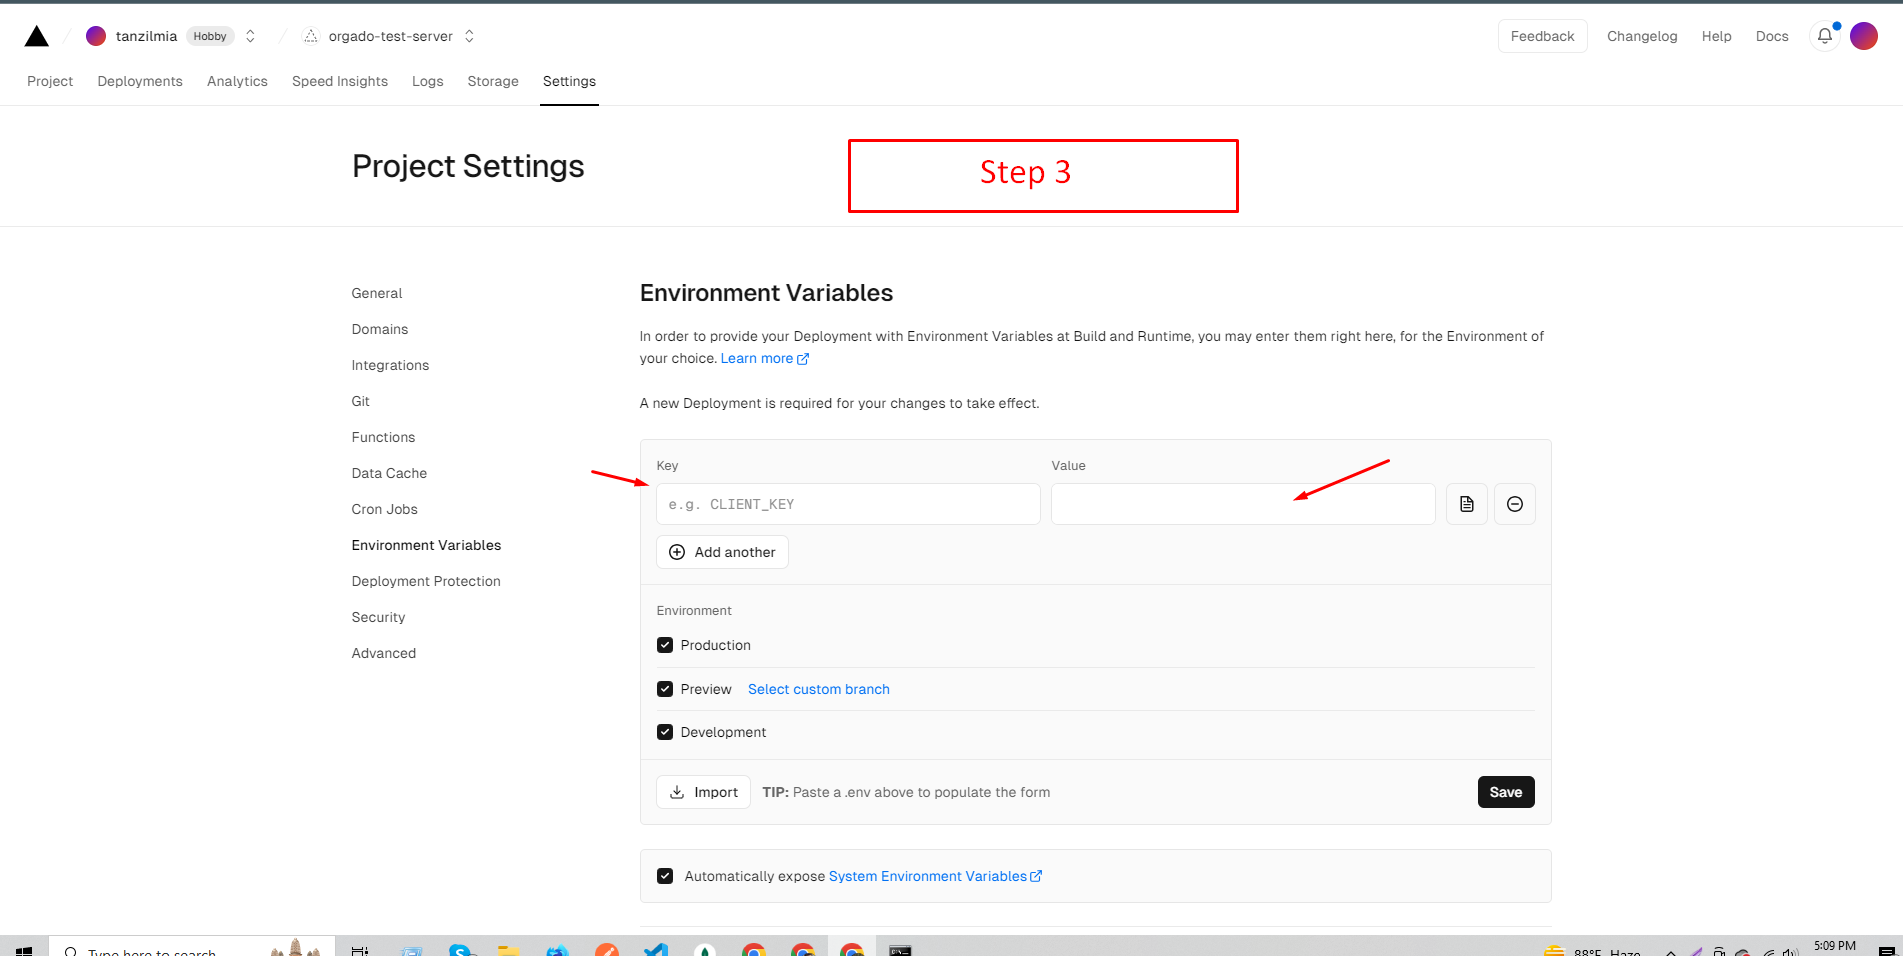 tanzilmia Hobby orgado-test-server Feedback Changelog Help Docs
Project Deployments Analytics Speed Insights Logs Storage Settings
Project Settings
Step 3
General
Domains
Integrations
Git
Functions
Data Cache
Cron Jobs
Environment Variables
Deployment Protection
Security
Advanced
Environment Variables
In order to provide your Deployment with Environment Variables at Build and Runtime, you may enter them right here, for the Environment of
your choice. Learn more
A new Deployment is required for your changes to take effect.
Key Value
e.g. CLIENT_KEY
Add another
Environment
Production
Preview Select custom branch
Development
Import TIP: Paste a .env above to populate the form Save
Automatically expose System Environment Variables
Type here to search 88°F Haze 5:09 PM